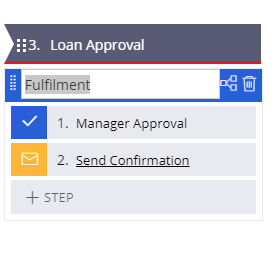 3. Loan Approval
Fulfilment
1. Manager Approval
2. Send Confirmation
+ STEP